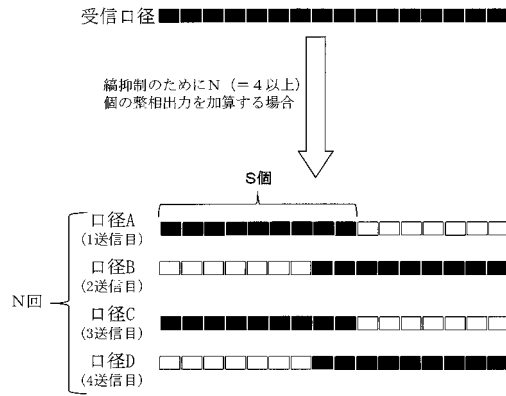 受信口径
縞抑制のためにＮ（＝４以上）
個の整相出力を加算する場合
S個
口径A
(1送信目)
口径B
(2送信目)
N回
口径C
(3送信目)
口径D
(4送信目)